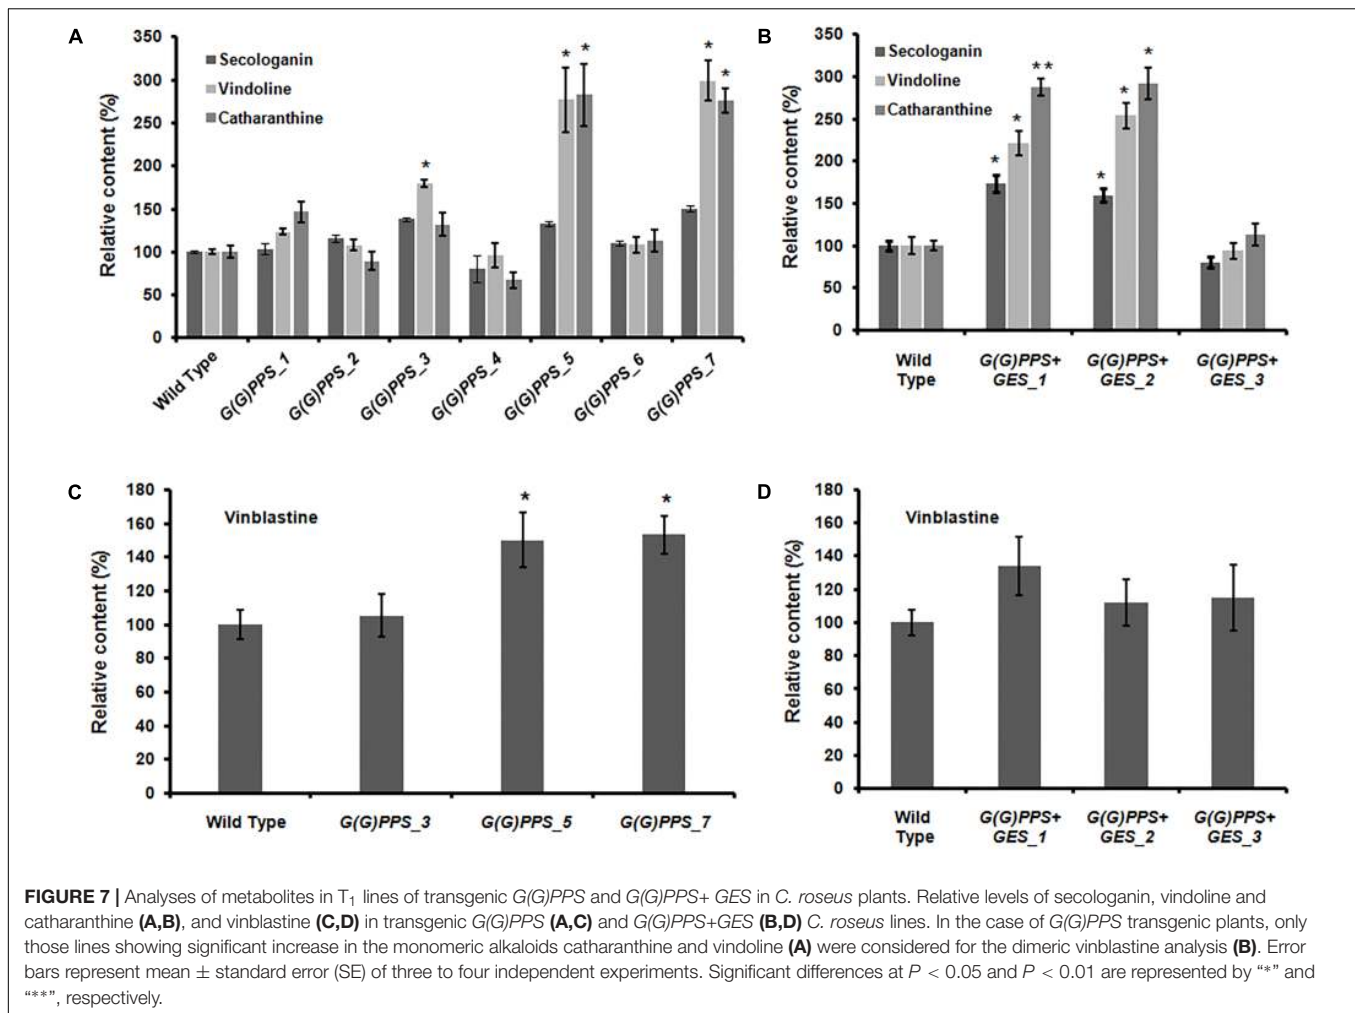 A
350
300
250
200
150
100
50
0
Relative content (%)
Secologanin
Vindoline
Catharanthine
*
* *
*
*
Wild Type
G(G)PPS_1
G(G)PPS_2
G(G)PPS_3
G(G)PPS_4
G(G)PPS_5
G(G)PPS_6
G(G)PPS_7
B
350
300
250
200
150
100
50
0
Relative content (%)
Secologanin
Vindoline
Catharanthine
*
*
**
*
*
*
Wild
Type
G(G)PPS+
GES_1
G(G)PPS+
GES_2
G(G)PPS+
GES_3
C
180
160
140
120
100
80
60
40
20
0
Relative content (%)
Vinblastine
*
*
Wild Type
G(G)PPS_3
G(G)PPS_5
G(G)PPS_7
D
180
160
140
120
100
80
60
40
20
0
Relative content (%)
Vinblastine
Wild
Type
G(G)PPS+
GES_1
G(G)PPS+
GES_2
G(G)PPS+
GES_3
FIGURE 7 | Analyses of metabolites in T1 lines of transgenic G(G)PPS and G(G)PPS+ GES in C. roseus plants. Relative levels of secologanin, vindoline and
catharanthine (A,B), and vinblastine (C,D) in transgenic G(G)PPS (A,C) and G(G)PPS+GES (B,D) C. roseus lines. In the case of G(G)PPS transgenic plants, only
those lines showing significant increase in the monomeric alkaloids catharanthine and vindoline (A) were considered for the dimeric vinblastine analysis (B). Error
bars represent mean ± standard error (SE) of three to four independent experiments. Significant differences at P < 0.05 and P < 0.01 are represented by “*” and
“**”, respectively.